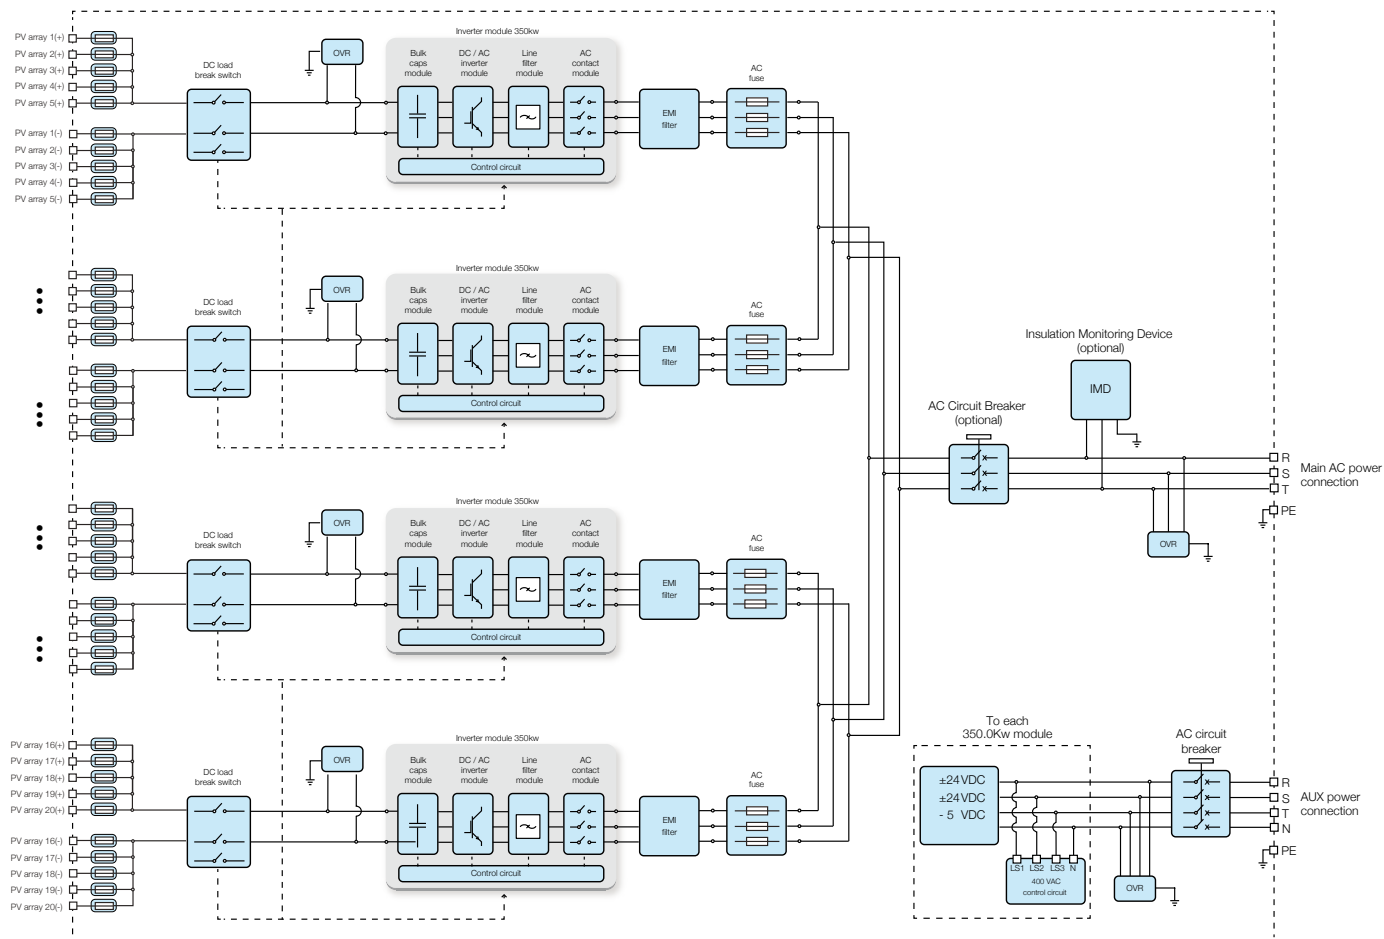 Inverter module 350kw
PV array 1(+)
PV array 2(+)
PV array 3(+)
PV array 4(+)
PV array 5(+)
PV array 1(-)
PV array 2(-)
PV array 3(-)
PV array 4(-)
PV array 5(-)
DC load
break switch
OVR
Bulk
caps
module
DC / AC
inverter
module
Line
filter
module
AC
contact
module
Control circuit
EMI
filter
AC
fuse
Inverter module 350kw
DC load
break switch
OVR
Bulk
caps
module
DC / AC
inverter
module
Line
filter
module
AC
contact
module
Control circuit
EMI
filter
AC
fuse
Inverter module 350kw
DC load
break switch
OVR
Bulk
caps
module
DC / AC
inverter
module
Line
filter
module
AC
contact
module
Control circuit
EMI
filter
AC
fuse
Inverter module 350kw
PV array 16(+)
PV array 17(+)
PV array 18(+)
PV array 19(+)
PV array 20(+)
PV array 16(-)
PV array 17(-)
PV array 18(-)
PV array 19(-)
PV array 20(-)
DC load
break switch
OVR
Bulk
caps
module
DC / AC
inverter
module
Line
filter
module
AC
contact
module
Control circuit
EMI
filter
AC
fuse
Insulation Monitoring Device
(optional)
IMD
AC Circuit Breaker
(optional)
R
S
T
PE
Main AC power
connection
OVR
To each
350.0Kw module
±24VDC
±24VDC
- 5 VDC
LS1 LS2 LS3 N
400 VAC
control circuit
AC circuit
breaker
OVR
R
S
T
N
PE
AUX power
connection